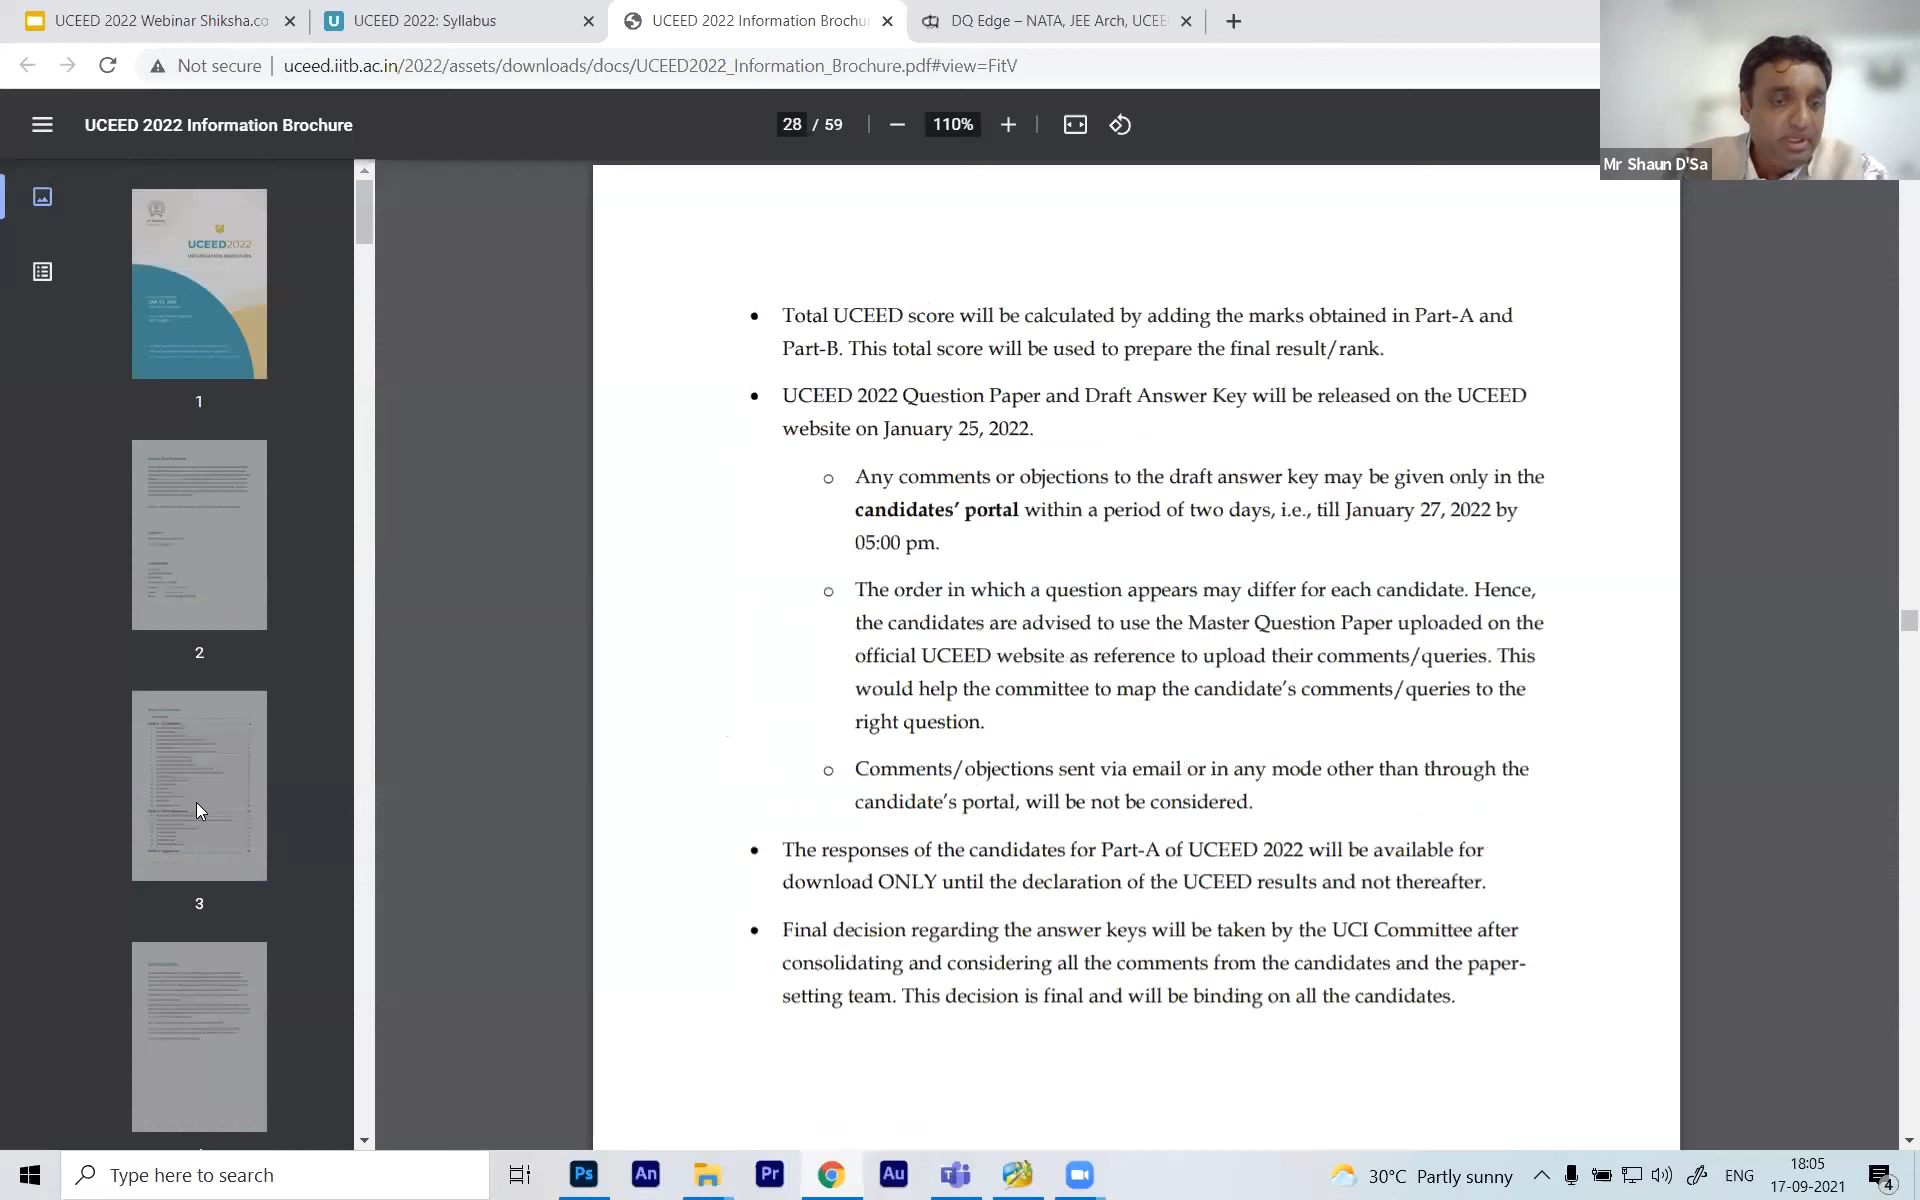 UCEED 2022 Webinar Shiksha.co
UCEED 2022: Syllabus
UCEED 2022 Information Brochur
DQ Edge – NATA, JEE Arch, UCEE
Not secure
uceed.iitb.ac.in/2022/assets/downloads/docs/UCEED2022_Information_Brochure.pdf#view=FitV
UCEED 2022 Information Brochure
28 / 59
110%
Mr Shaun D'Sa
UCEED2022
1
2
3
• Total UCEED score will be calculated by adding the marks obtained in Part-A and
Part-B. This total score will be used to prepare the final result/rank.
• UCEED 2022 Question Paper and Draft Answer Key will be released on the UCEED
website on January 25, 2022.
o Any comments or objections to the draft answer key may be given only in the
candidates’ portal within a period of two days, i.e., till January 27, 2022 by
05:00 pm.
o The order in which a question appears may differ for each candidate. Hence,
the candidates are advised to use the Master Question Paper uploaded on the
official UCEED website as reference to upload their comments/queries. This
would help the committee to map the candidate’s comments/queries to the
right question.
o Comments/objections sent via email or in any mode other than through the
candidate’s portal, will be not be considered.
• The responses of the candidates for Part-A of UCEED 2022 will be available for
download ONLY until the declaration of the UCEED results and not thereafter.
• Final decision regarding the answer keys will be taken by the UCI Committee after
consolidating and considering all the comments from the candidates and the paper-
setting team. This decision is final and will be binding on all the candidates.
Type here to search
Ps
An
Pr
Au
30°C Partly sunny
ENG
18:05
17-09-2021
4